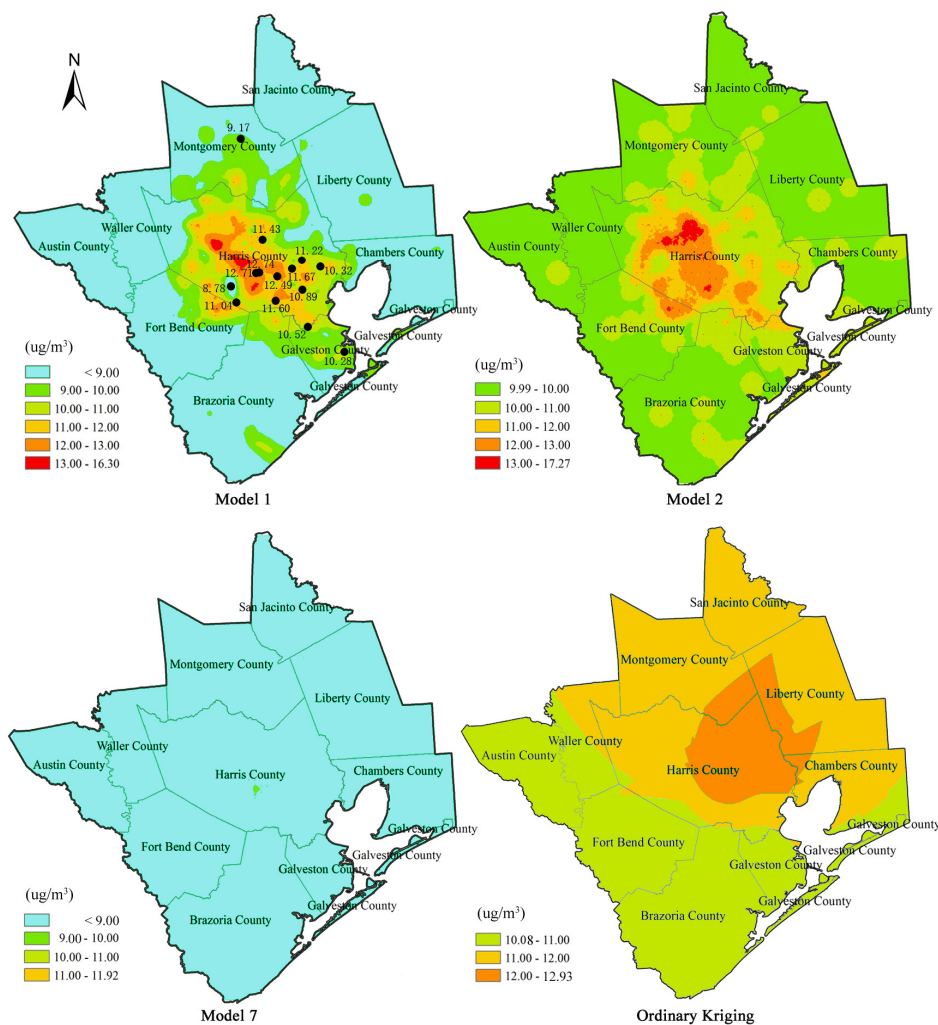 N
San Jacinto County
9. 17
Montgomery County
Liberty County
Waller County
Austin County
11. 43
Harris County
11. 22
Chambers County
12. 74
12. 71
11. 67
10. 32
8. 78
12. 49
10. 89
11. 04
11. 60
Galveston County
Fort Bend County
10. 52
Galveston County
10. 28
Galveston County
Brazoria County
(ug/m³)
< 9.00
9.00 - 10.00
10.00 - 11.00
11.00 - 12.00
12.00 - 13.00
13.00 - 16.30
Model 1
San Jacinto County
Montgomery County
Liberty County
Waller County
Austin County
Harris County
Chambers County
Galveston County
Fort Bend County
Galveston County
Galveston County
Brazoria County
(ug/m³)
9.99 - 10.00
10.00 - 11.00
11.00 - 12.00
12.00 - 13.00
13.00 - 17.27
Model 2
San Jacinto County
Montgomery County
Liberty County
Waller County
Austin County
Harris County
Chambers County
Galveston County
Fort Bend County
Galveston County
Galveston County
Brazoria County
(ug/m³)
< 9.00
9.00 - 10.00
10.00 - 11.00
11.00 - 11.92
Model 7
San Jacinto County
Montgomery County
Liberty County
Waller County
Austin County
Harris County
Chambers County
Galveston County
Fort Bend County
Galveston County
Galveston County
Galveston County
Brazoria County
(ug/m³)
10.08 - 11.00
11.00 - 12.00
12.00 - 12.93
Ordinary Kriging